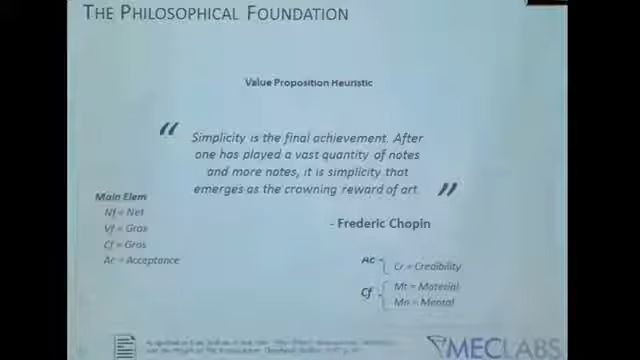 THE PHILOSOPHICAL FOUNDATION
Value Proposition Heuristic
“ Simplicity is the final achievement. After
one has played a vast quantity of notes
and more notes, it is simplicity that
emerges as the crowning reward of art. ”
- Frederic Chopin
Main Elem
Nf = Net
Vf = Gros
Cf = Gros
Ac = Acceptance
Ac
Cr = Credibility
Cf
Mt = Material
Mn = Mental
MECLABS